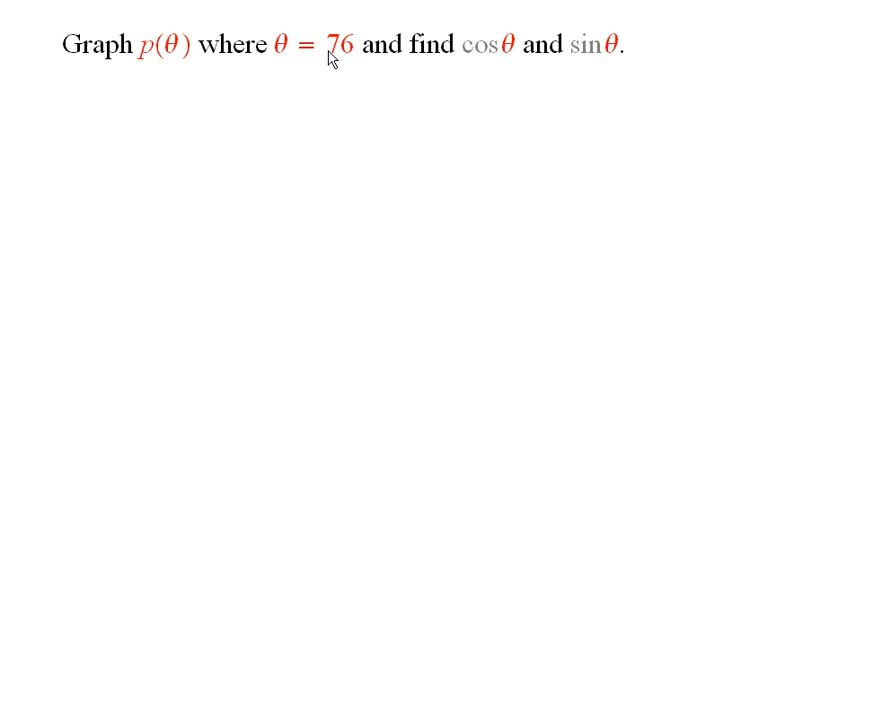 Graph p(θ) where θ = 76 and find cosθ and sinθ.